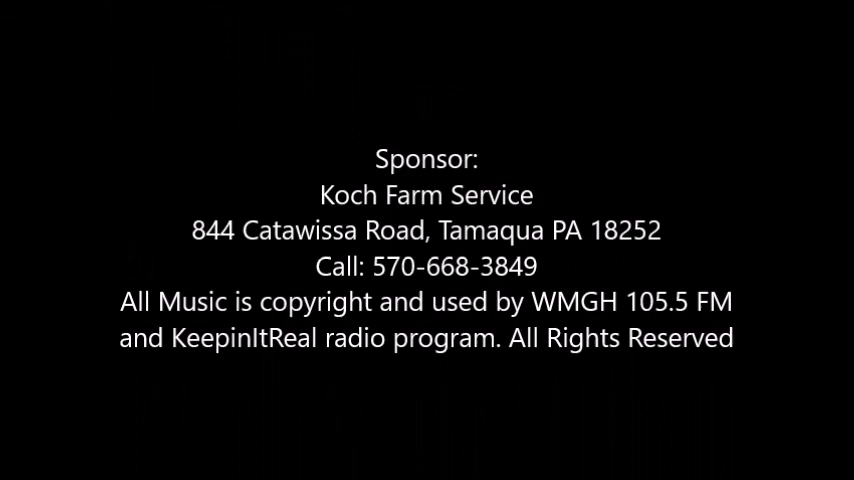 Sponsor:
Koch Farm Service
844 Catawissa Road, Tamaqua PA 18252
Call: 570-668-3849
All Music is copyright and used by WMGH 105.5 FM
and KeepinItReal radio program. All Rights Reserved